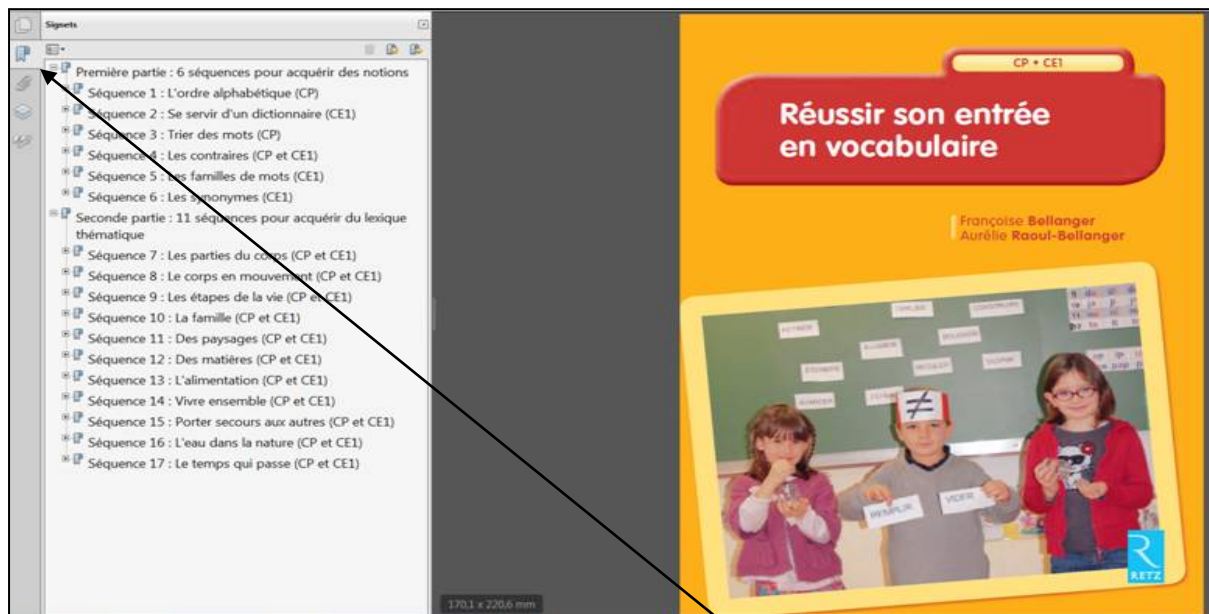 Signets
Première partie : 6 séquences pour acquérir des notions
Séquence 1 : L'ordre alphabétique (CP)
Séquence 2 : Se servir d'un dictionnaire (CE1)
Séquence 3 : Trier des mots (CP)
Séquence 4 : Les contraires (CP et CE1)
Séquence 5 : Les familles de mots (CE1)
Séquence 6 : Les synonymes (CE1)
Seconde partie : 11 séquences pour acquérir du lexique
thématique
Séquence 7 : Les parties du corps (CP et CE1)
Séquence 8 : Le corps en mouvement (CP et CE1)
Séquence 9 : Les étapes de la vie (CP et CE1)
Séquence 10 : La famille (CP et CE1)
Séquence 11 : Des paysages (CP et CE1)
Séquence 12 : Des matières (CP et CE1)
Séquence 13 : L'alimentation (CP et CE1)
Séquence 14 : Vivre ensemble (CP et CE1)
Séquence 15 : Porter secours aux autres (CP et CE1)
Séquence 16 : L'eau dans la nature (CP et CE1)
Séquence 17 : Le temps qui passe (CP et CE1)
170,1 x 220,6 mm
CP • CE1
Réussir son entrée
en vocabulaire
Françoise Bellanger
Aurélie Raoul-Bellanger
CONSTRUIRE
ALLUMER
ÉTEINDRE
RECULER
AVANCER
≠
REMPLIR
VIDER
RETZ